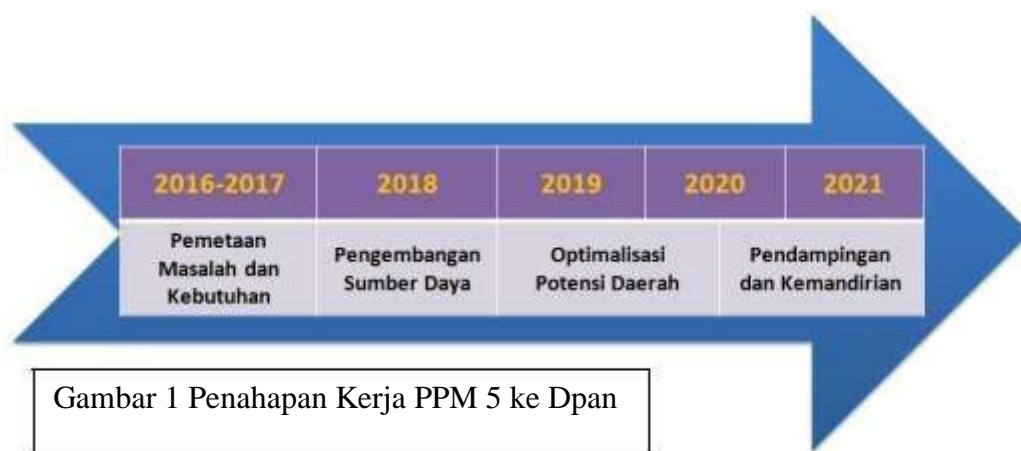 2016-2017 2018 2019 2020 2021
Pemetaan
Masalah dan
Kebutuhan
Pengembangan
Sumber Daya
Optimalisasi
Potensi Daerah
Pendampingan
dan Kemandirian
Gambar 1 Penahapan Kerja PPM 5 ke Dpan